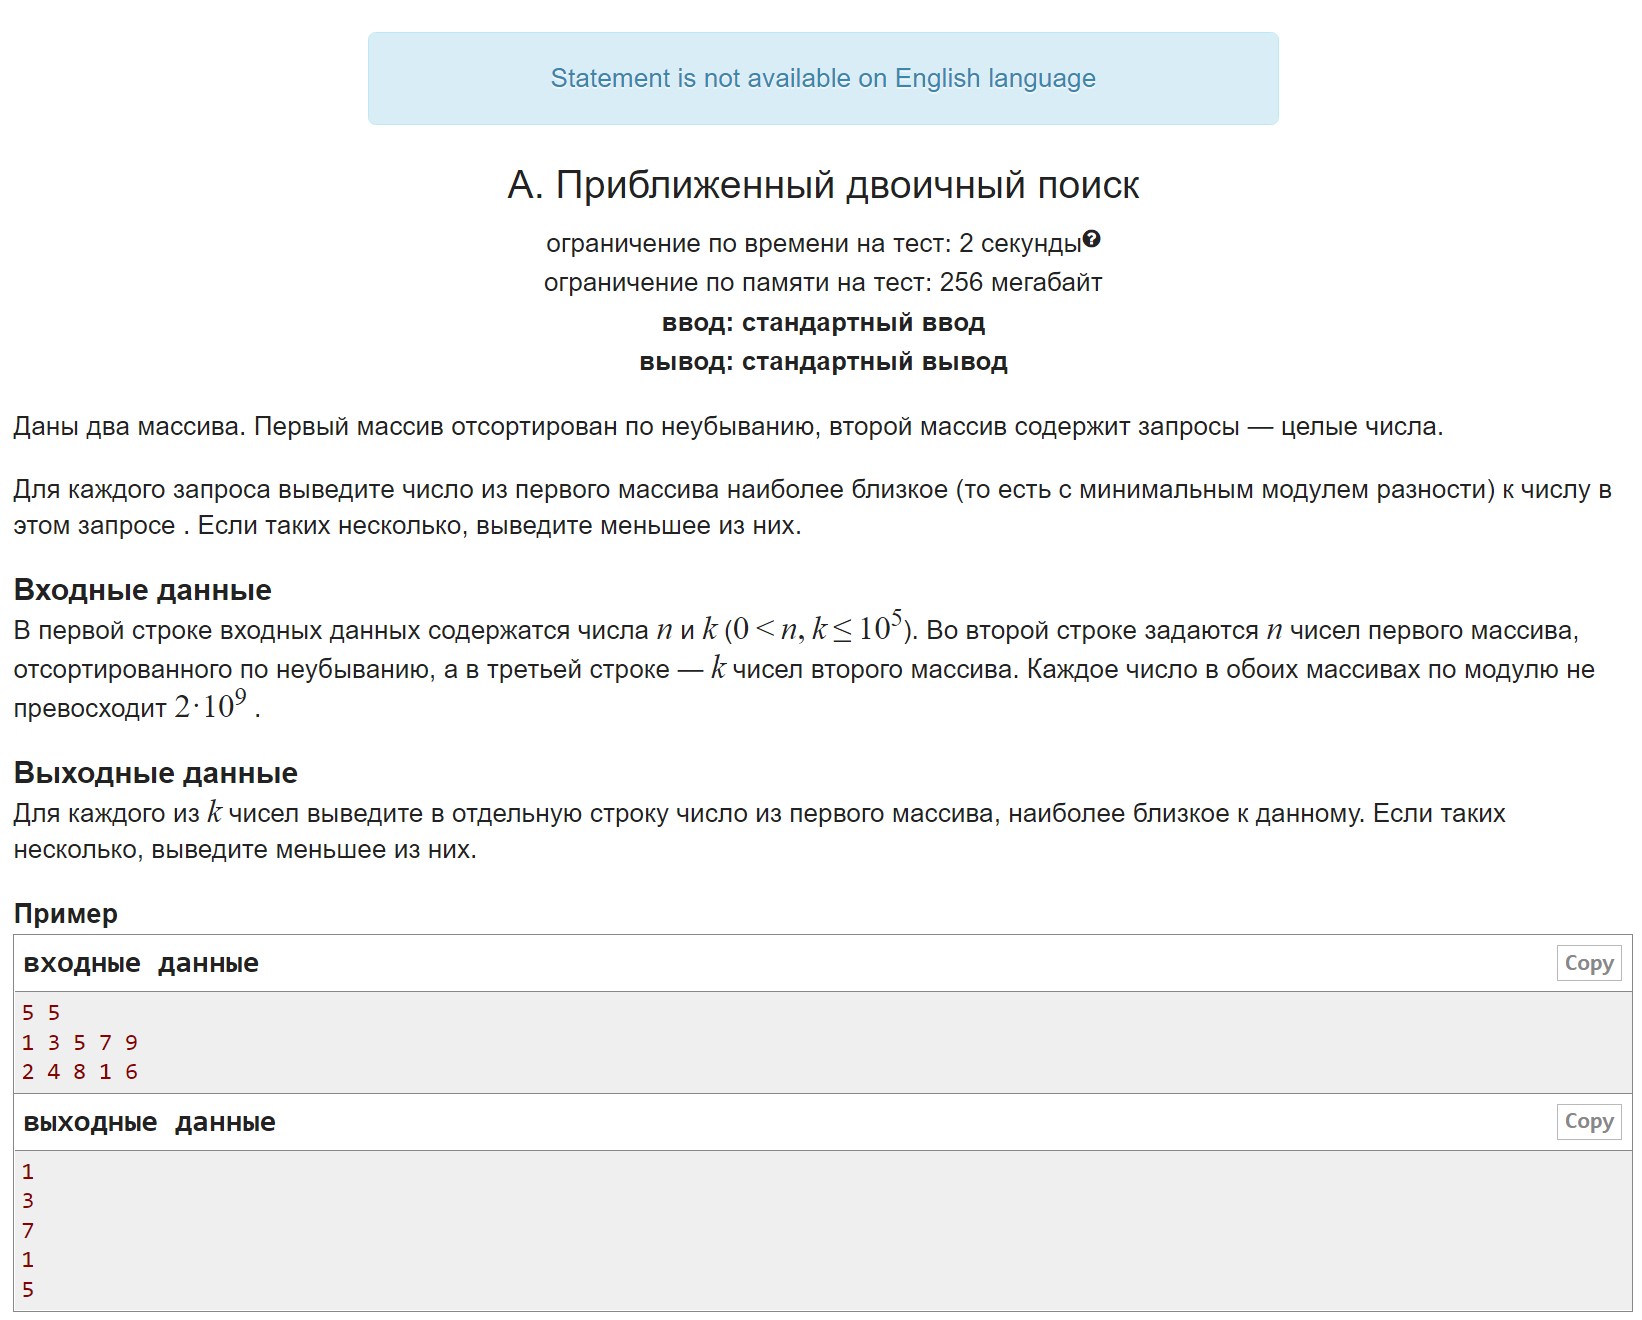 Statement is not available on English language
A. Приближенный двоичный поиск
ограничение по времени на тест: 2 секунды
ограничение по памяти на тест: 256 мегабайт
ввод: стандартный ввод
вывод: стандартный вывод
Даны два массива. Первый массив отсортирован по неубыванию, второй массив содержит запросы — целые числа.
Для каждого запроса выведите число из первого массива наиболее близкое (то есть с минимальным модулем разности) к числу в
этом запросе . Если таких несколько, выведите меньшее из них.
Входные данные
В первой строке входных данных содержатся числа n и k (0 < n, k ≤ 10⁵). Во второй строке задаются n чисел первого массива,
отсортированного по неубыванию, а в третьей строке — k чисел второго массива. Каждое число в обоих массивах по модулю не
превосходит 2·10⁹ .
Выходные данные
Для каждого из k чисел выведите в отдельную строку число из первого массива, наиболее близкое к данному. Если таких
несколько, выведите меньшее из них.
Пример
входные данные
Copy
5 5
1 3 5 7 9
2 4 8 1 6
выходные данные
Copy
1
3
7
1
5